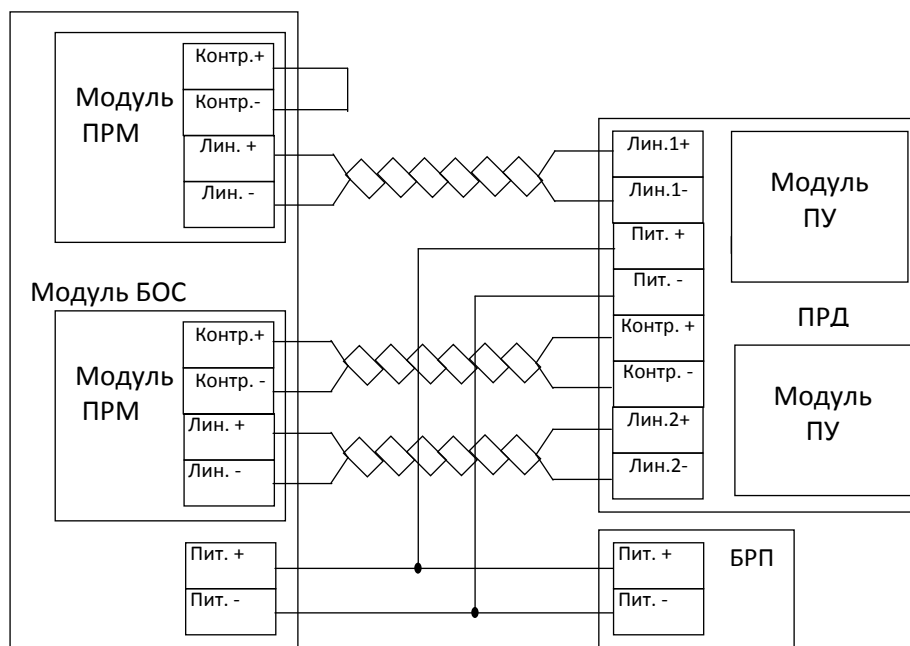 Модуль
ПРМ
Контр.+
Контр.-
Лин. +
Лин. -
Модуль БОС
Модуль
ПРМ
Контр.+
Контр. -
Лин. +
Лин. -
Пит. +
Пит. -
Лин.1+
Лин.1-
Пит. +
Пит. -
Контр. +
Контр. -
Лин.2+
Лин.2-
Модуль
ПУ
ПРД
Модуль
ПУ
Пит. +
Пит. -
БРП